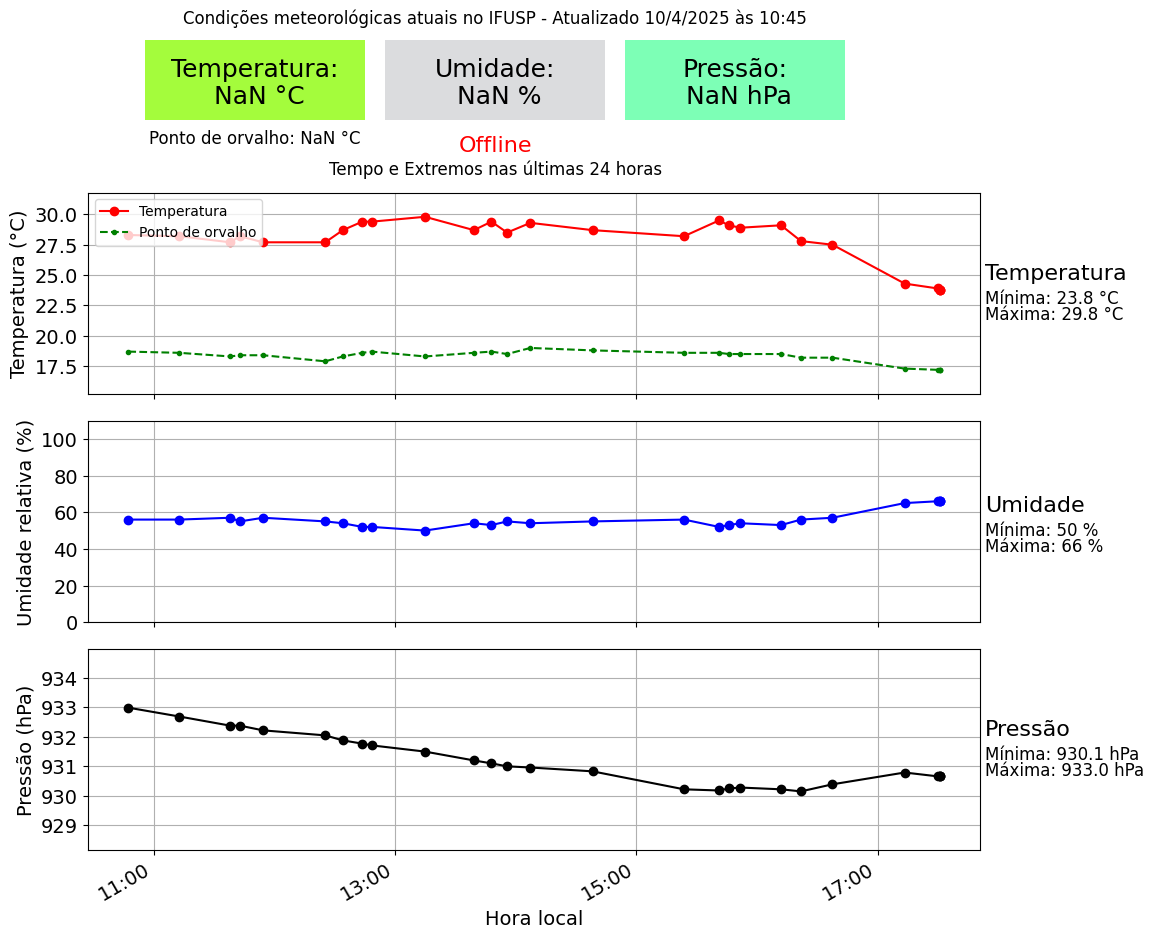 Condições meteorológicas atuais no IFUSP - Atualizado 10/4/2025 às 10:45
Temperatura:
NaN °C
Umidade:
NaN %
Pressão:
NaN hPa
Ponto de orvalho: NaN °C
Offline
Tempo e Extremos nas últimas 24 horas
Temperatura (°C)
30.0
27.5
25.0
22.5
20.0
17.5
Temperatura
Ponto de orvalho
Temperatura
Mínima: 23.8 °C
Máxima: 29.8 °C
Umidade relativa (%)
100
80
60
40
20
0
Umidade
Mínima: 50 %
Máxima: 66 %
Pressão (hPa)
934
933
932
931
930
929
Pressão
Mínima: 930.1 hPa
Máxima: 933.0 hPa
11:00
13:00
15:00
17:00
Hora local